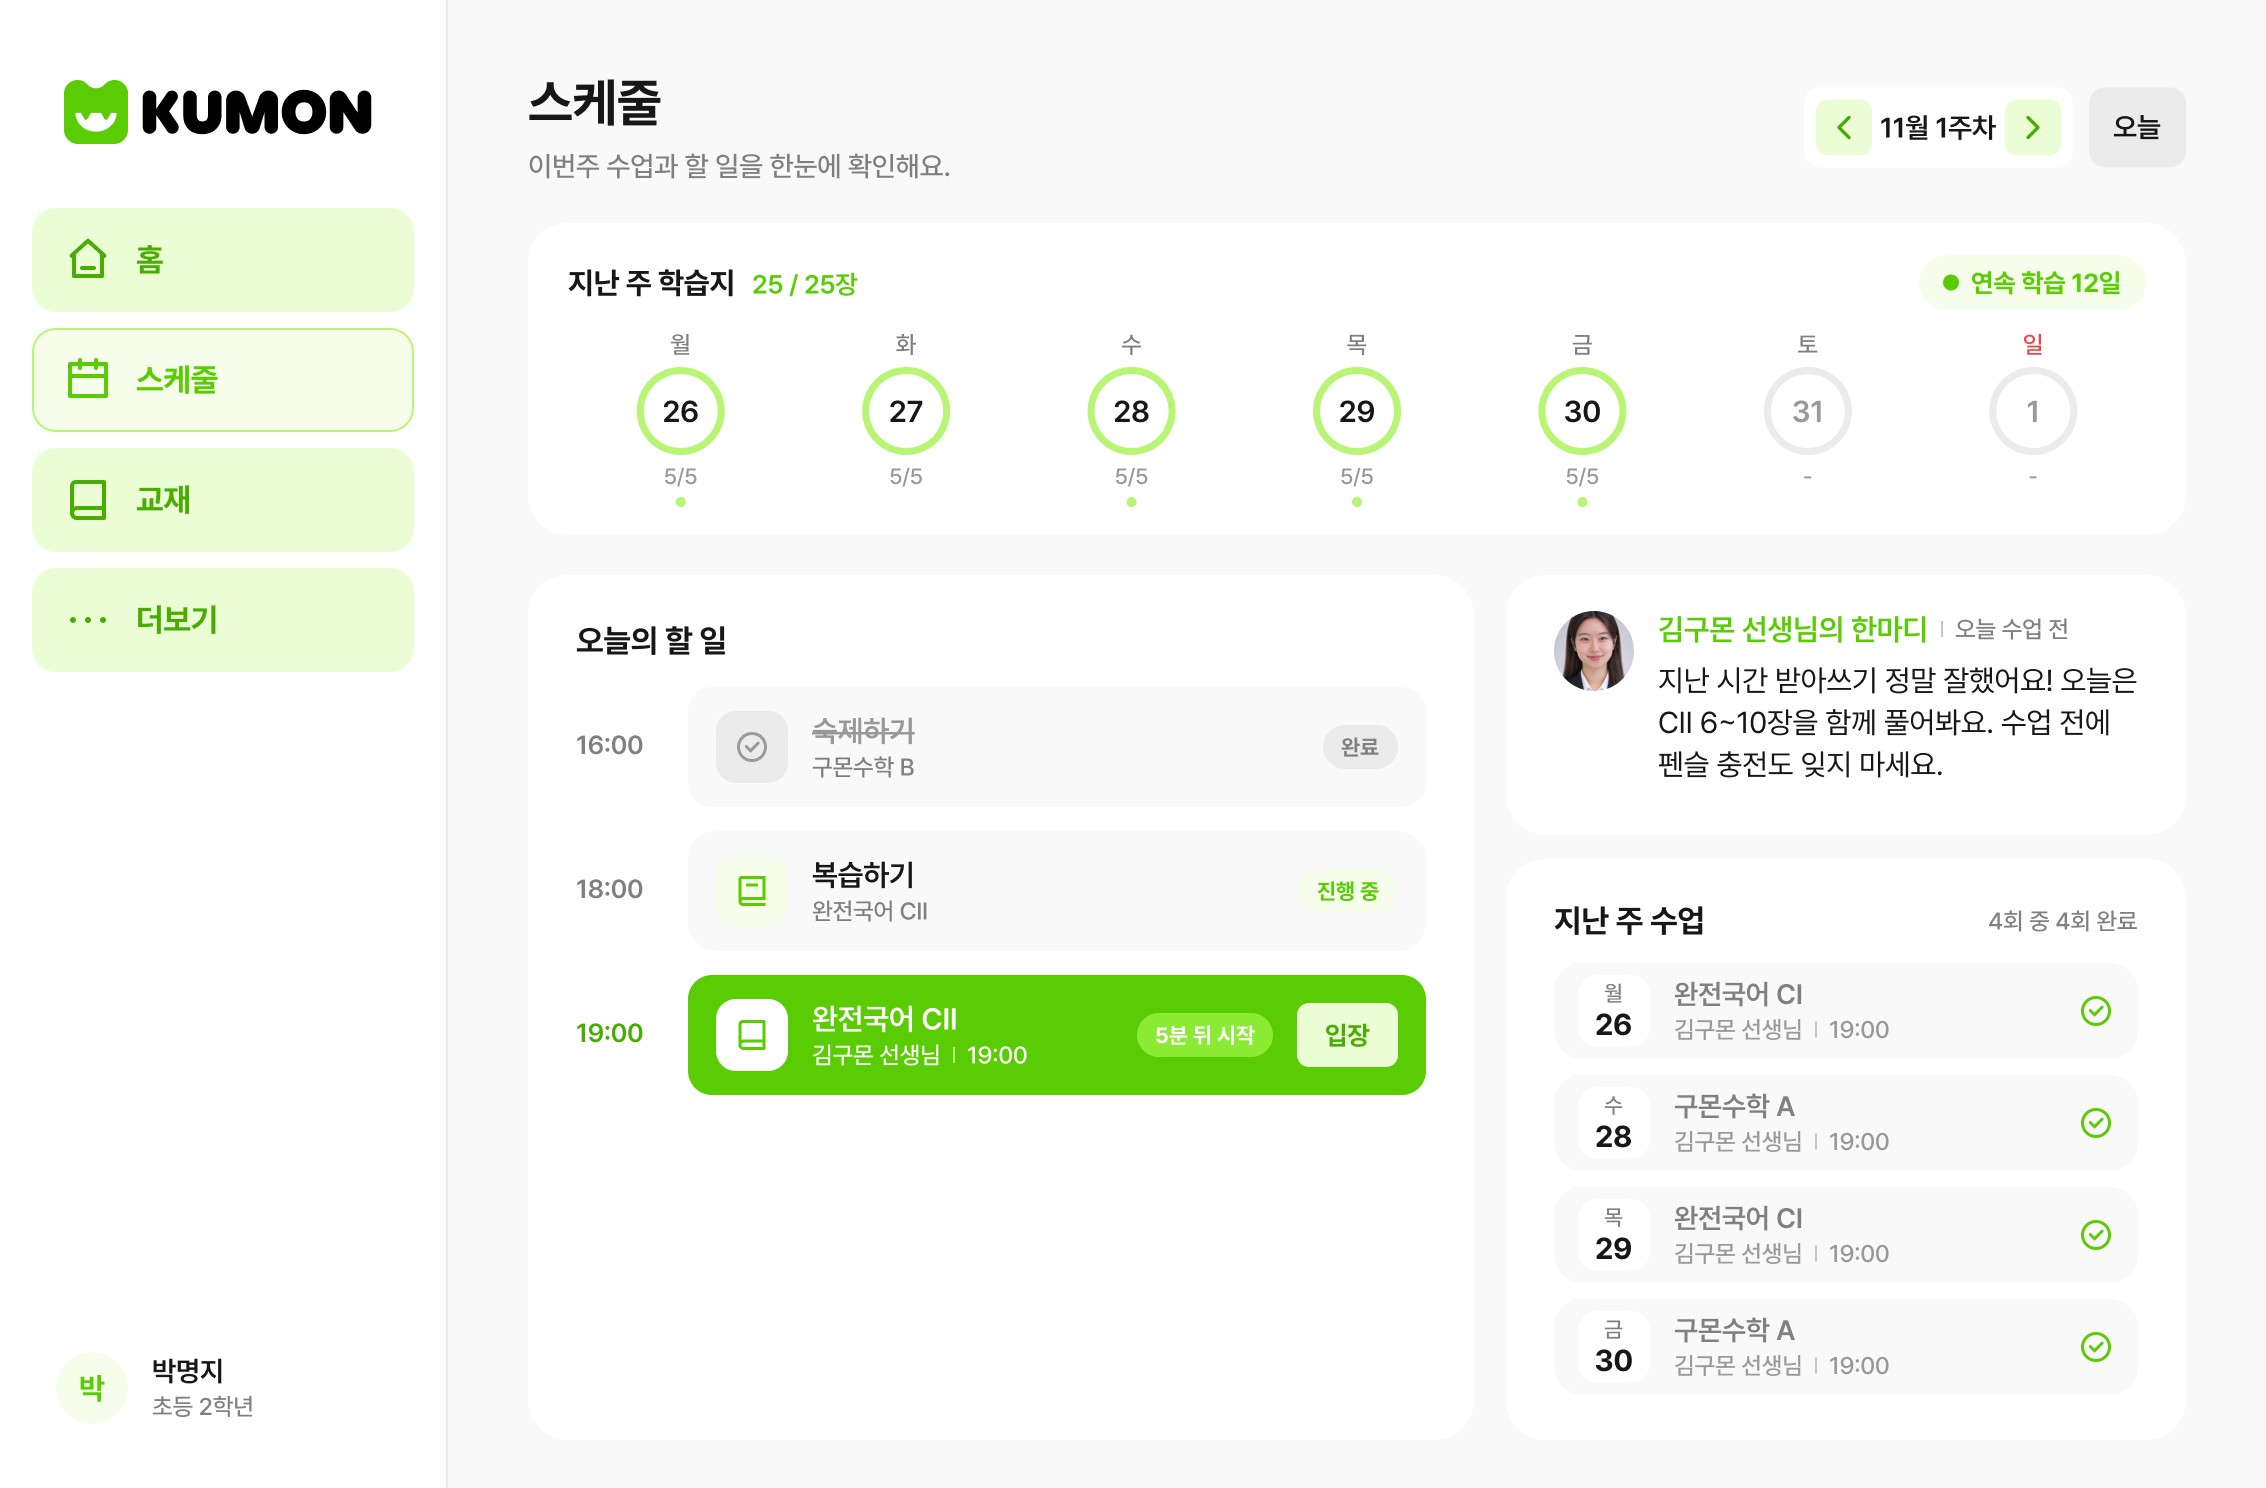 KUMON
홈
스케줄
교재
더보기
박
박명지
초등 2학년
스케줄
이번주 수업과 할 일을 한눈에 확인해요.
11월 1주차
오늘
지난 주 학습지 25 / 25장
연속 학습 12일
월 화 수 목 금 토 일
26 27 28 29 30 31 1
5/5 5/5 5/5 5/5 5/5 - -
오늘의 할 일
16:00
숙제하기
구몬수학 B
완료
18:00
복습하기
완전국어 CII
진행 중
19:00
완전국어 CII
김구몬 선생님 | 19:00
5분 뒤 시작
입장
김구몬 선생님의 한마디 | 오늘 수업 전
지난 시간 받아쓰기 정말 잘했어요! 오늘은
CII 6~10장을 함께 풀어봐요. 수업 전에
펜슬 충전도 잊지 마세요.
지난 주 수업
4회 중 4회 완료
월
26
완전국어 CI
김구몬 선생님 | 19:00
수
28
구몬수학 A
김구몬 선생님 | 19:00
목
29
완전국어 CI
김구몬 선생님 | 19:00
금
30
구몬수학 A
김구몬 선생님 | 19:00